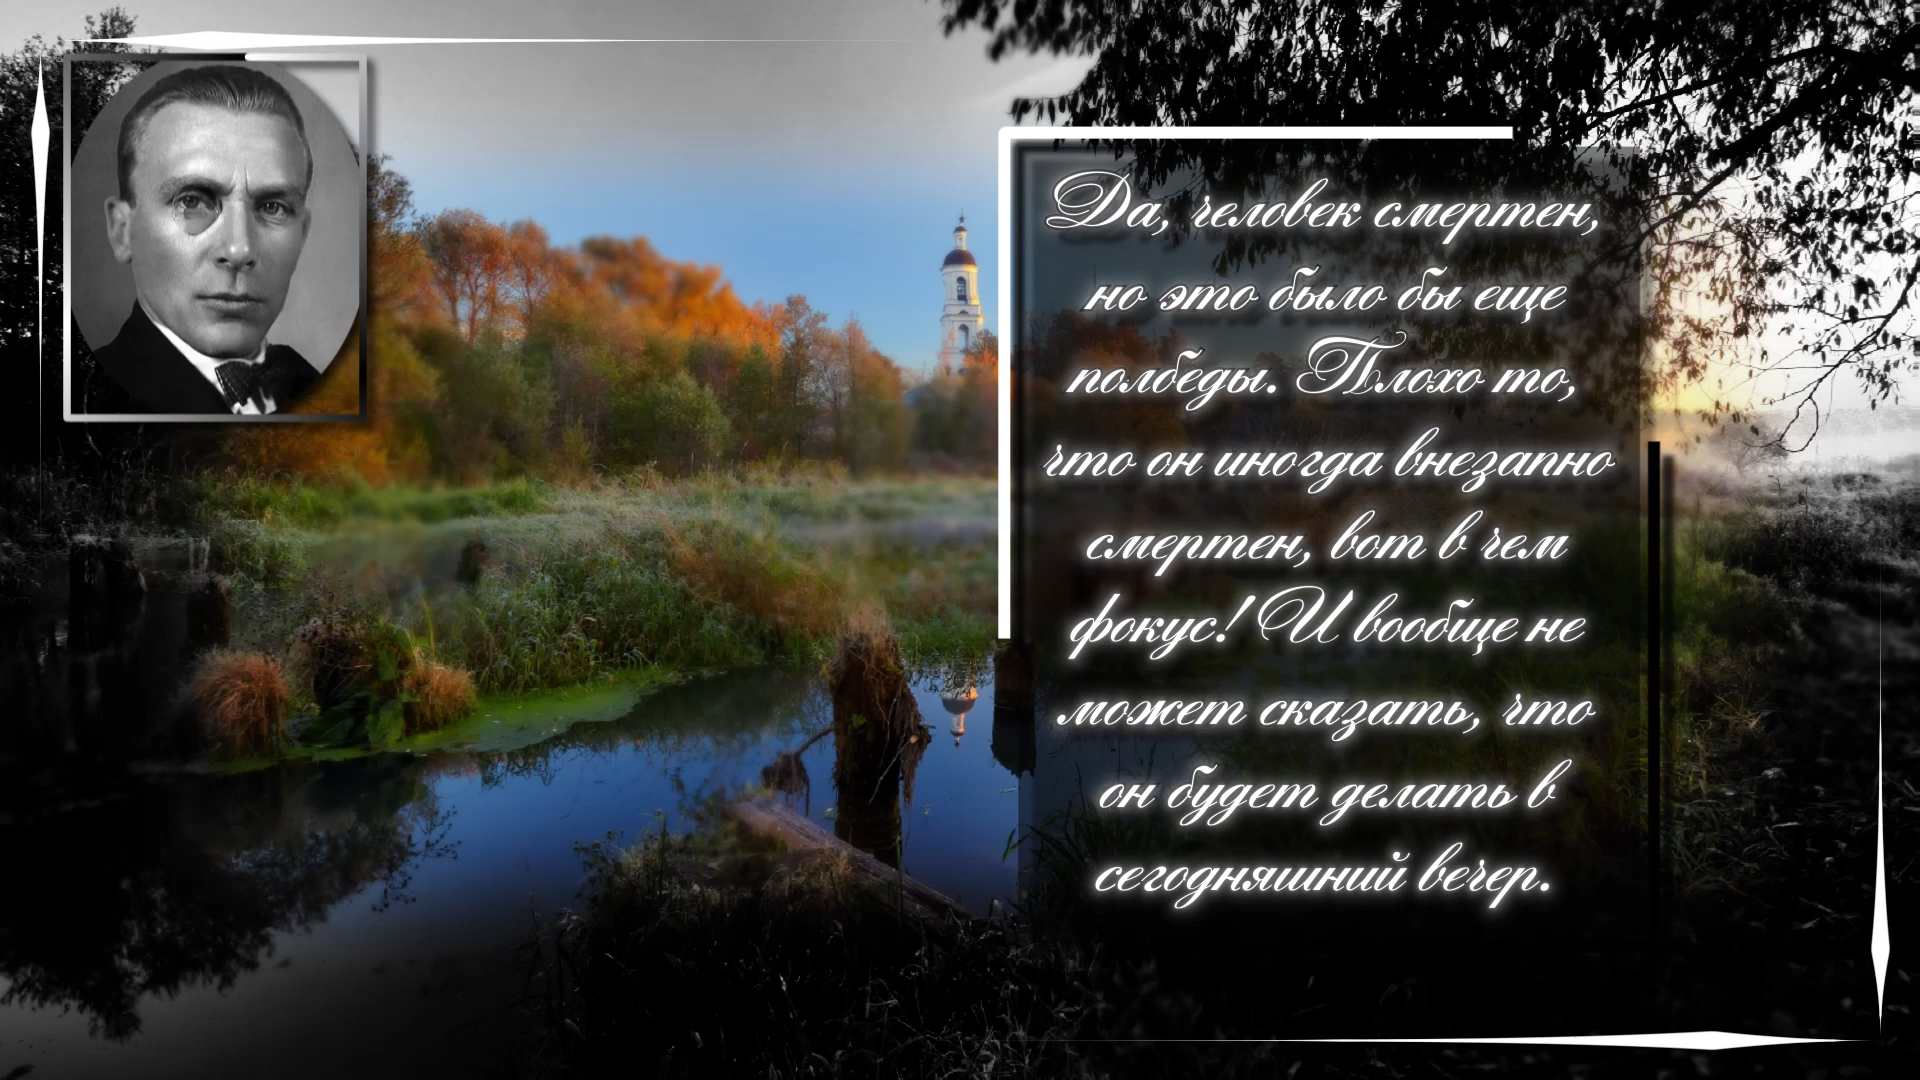 Да, человек смертен,
но это было бы еще
полбеды. Плохо то,
что он иногда внезапно
смертен, вот в чем
фокус! И вообще не
может сказать, что
он будет делать в
сегодняшний вечер.